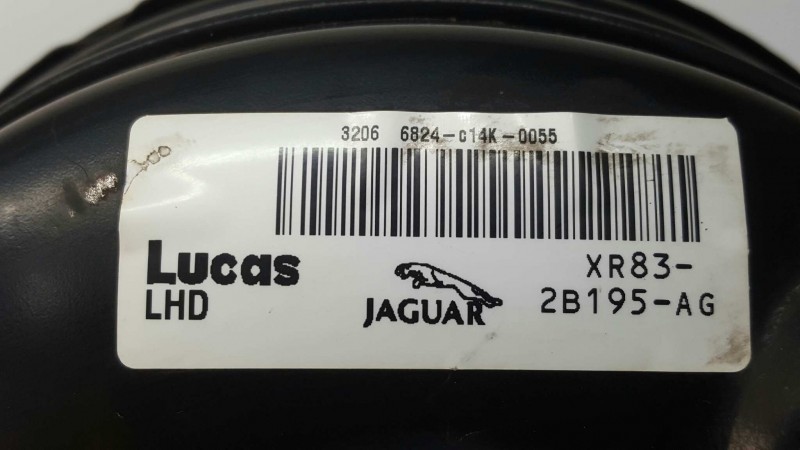 3206 6824-c14K-0055
Lucas
LHD
JAGUAR
XR83-
2B195-AG